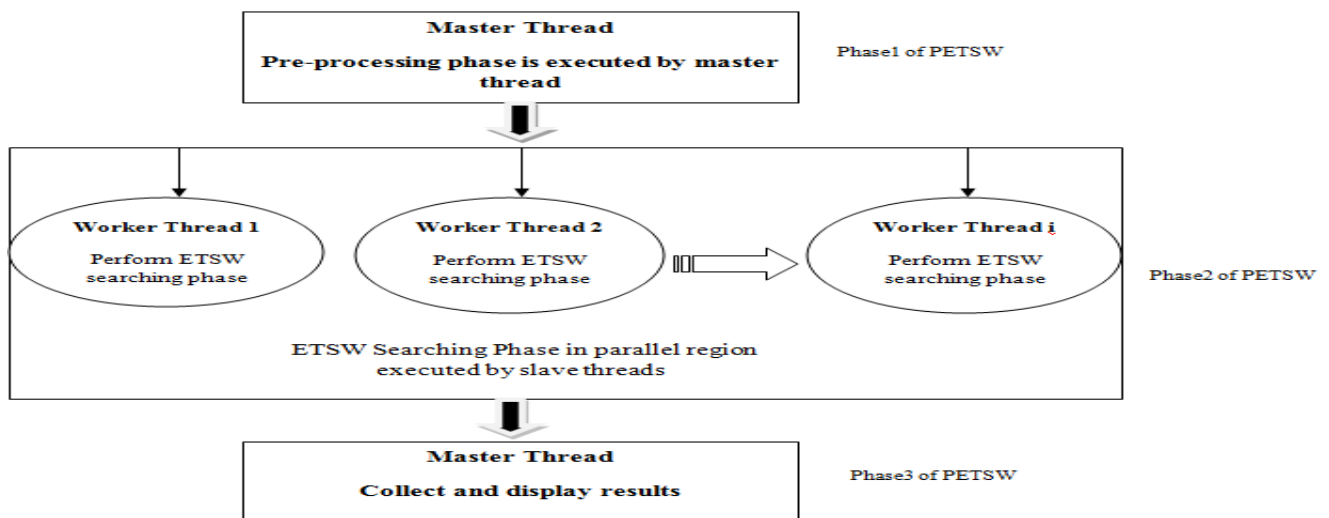 Master Thread
Pre-processing phase is executed by master
thread
Phase1 of PETSW
Worker Thread 1
Perform ETSW
searching phase
Worker Thread 2
Perform ETSW
searching phase
Worker Thread i
Perform ETSW
searching phase
Phase2 of PETSW
ETSW Searching Phase in parallel region
executed by slave threads
Master Thread
Collect and display results
Phase3 of PETSW